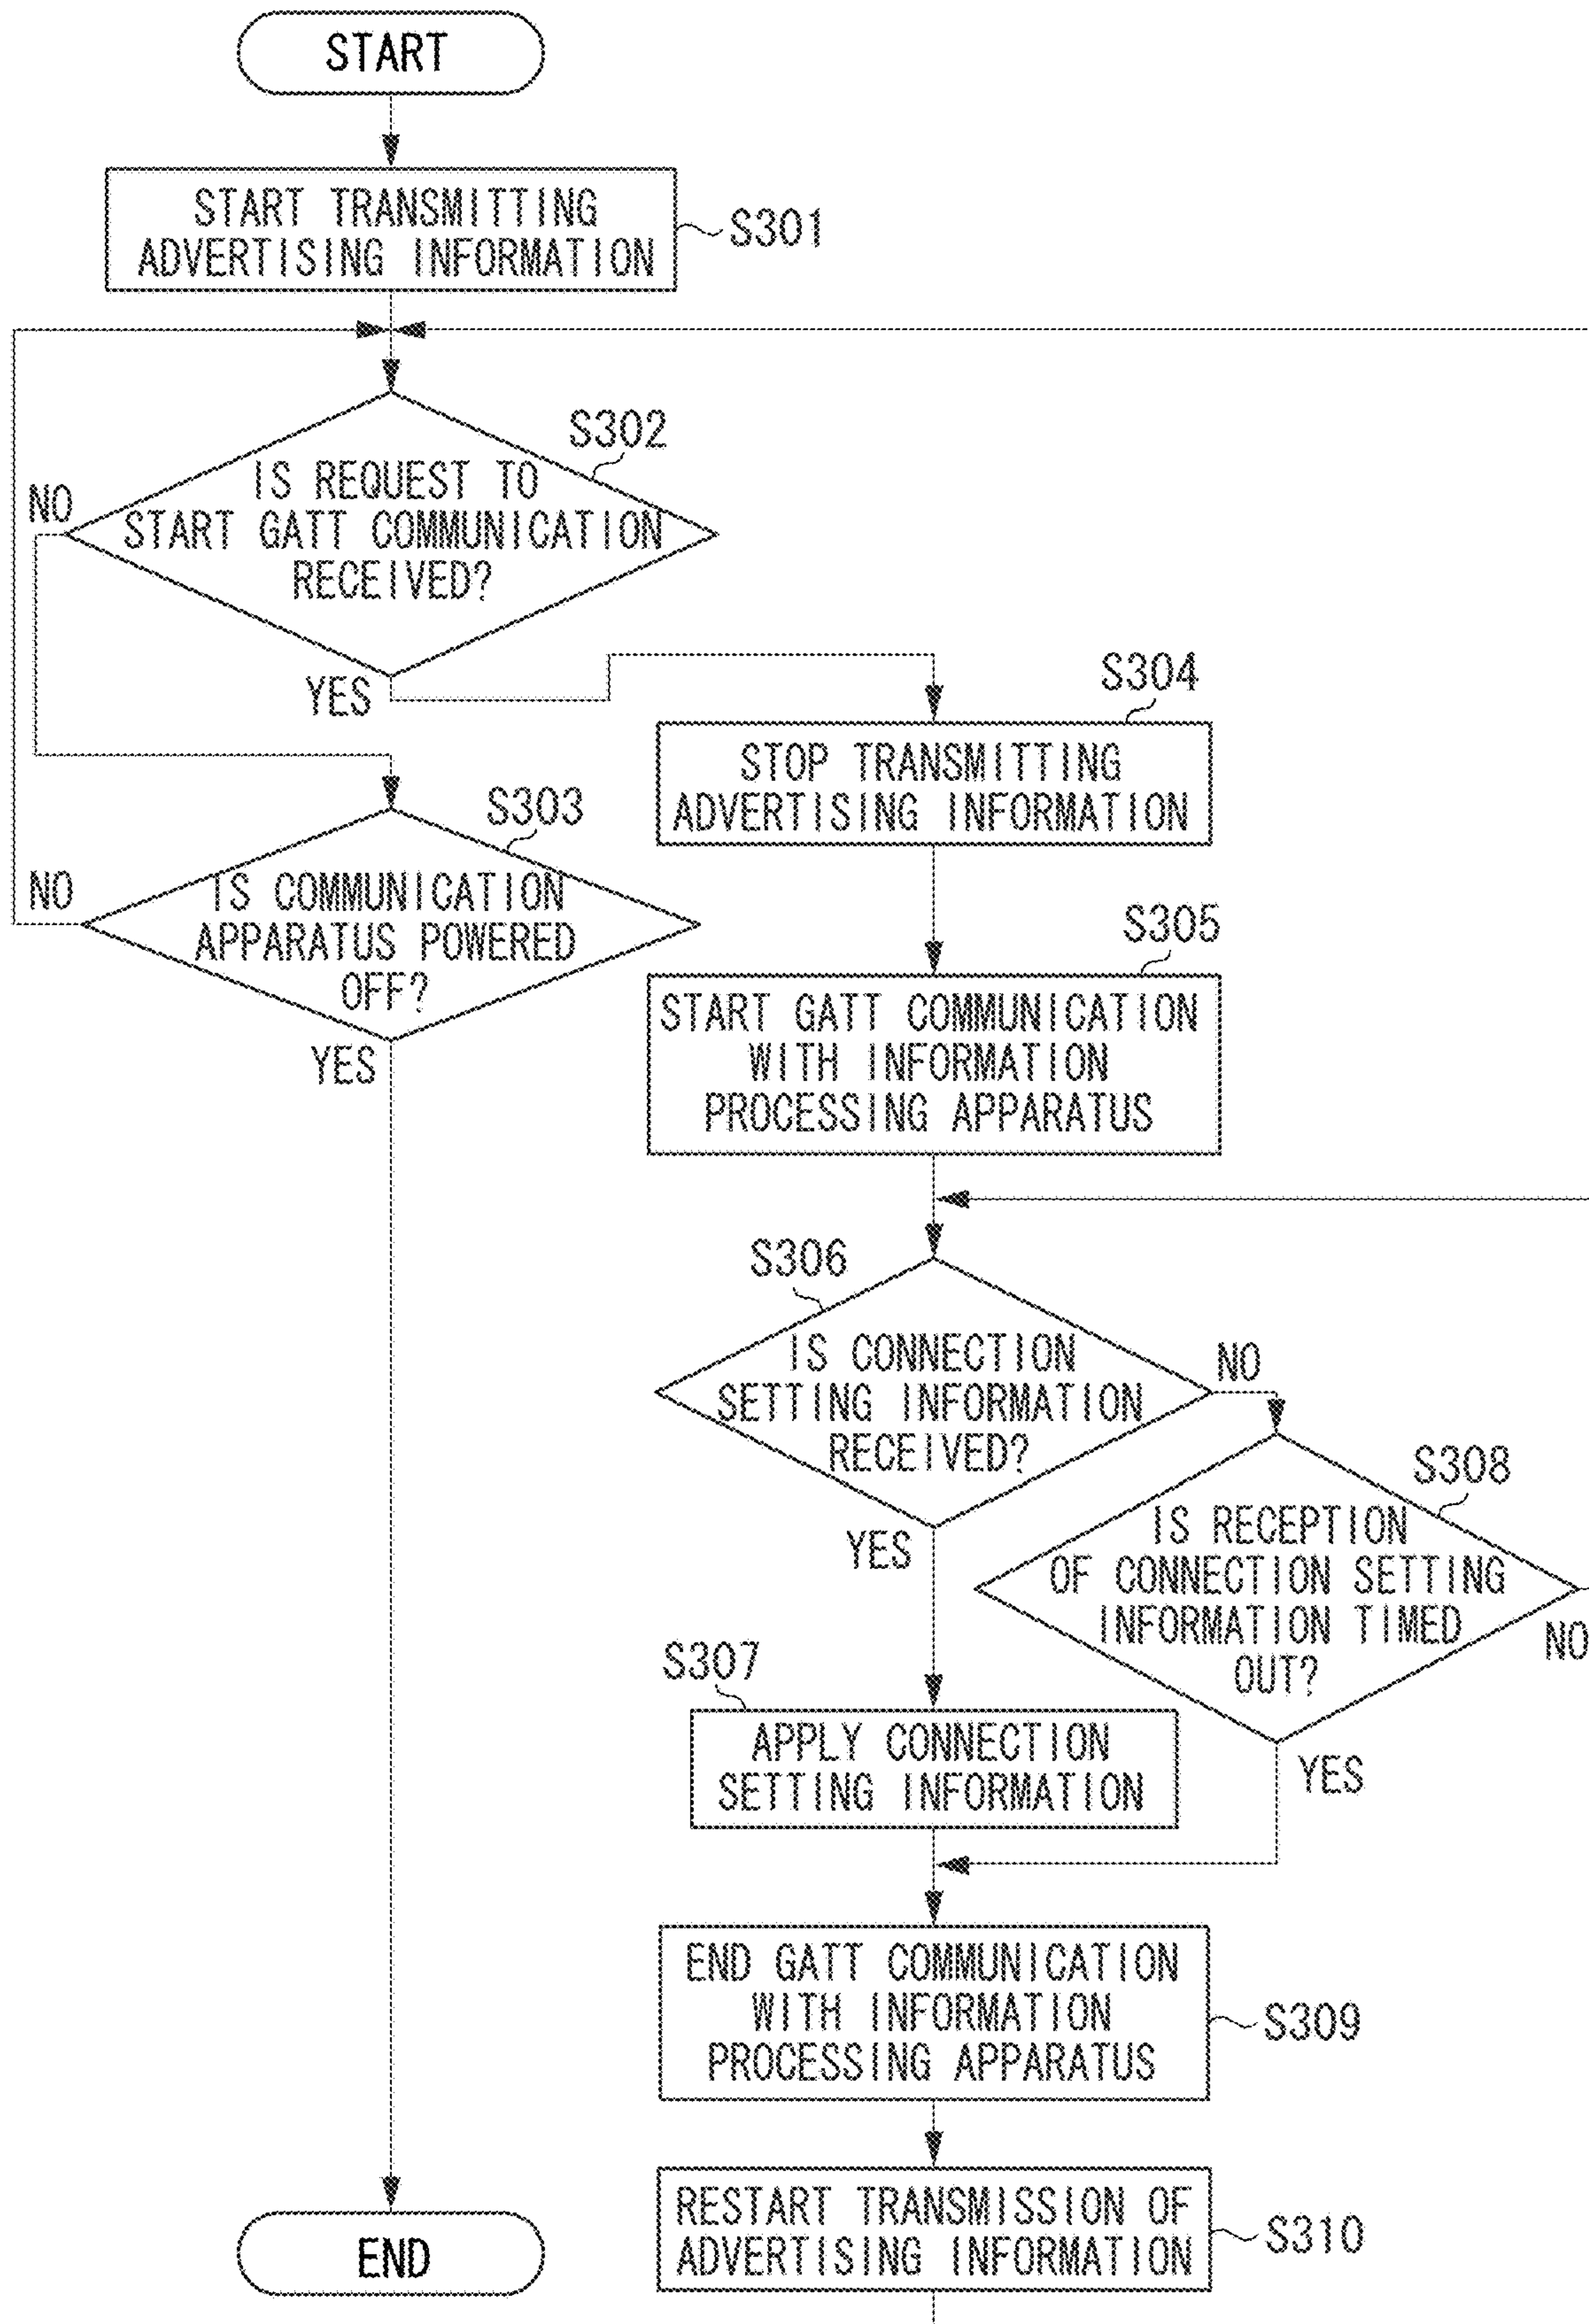 START
START TRANSMITTING
ADVERTISING INFORMATION
S301
S302
IS REQUEST TO
START GATT COMMUNICATION
RECEIVED?
NO
YES
S303
IS COMMUNICATION
APPARATUS POWERED
OFF?
NO
YES
S304
STOP TRANSMITTING
ADVERTISING INFORMATION
S305
START GATT COMMUNICATION
WITH INFORMATION
PROCESSING APPARATUS
S306
IS CONNECTION
SETTING INFORMATION
RECEIVED?
NO
YES
S308
IS RECEPTION
OF CONNECTION SETTING
INFORMATION TIMED
OUT?
NO
YES
S307
APPLY CONNECTION
SETTING INFORMATION
END GATT COMMUNICATION
WITH INFORMATION
PROCESSING APPARATUS
S309
RESTART TRANSMISSION OF
ADVERTISING INFORMATION
S310
END